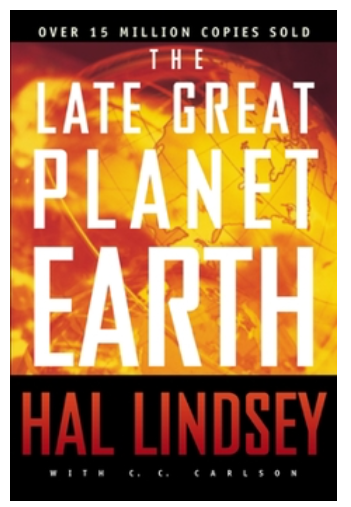 OVER 15 MILLION COPIES SOLD
THE
LATE GREAT
PLANET
EARTH
HAL LINDSEY
WITH C. C. CARLSON